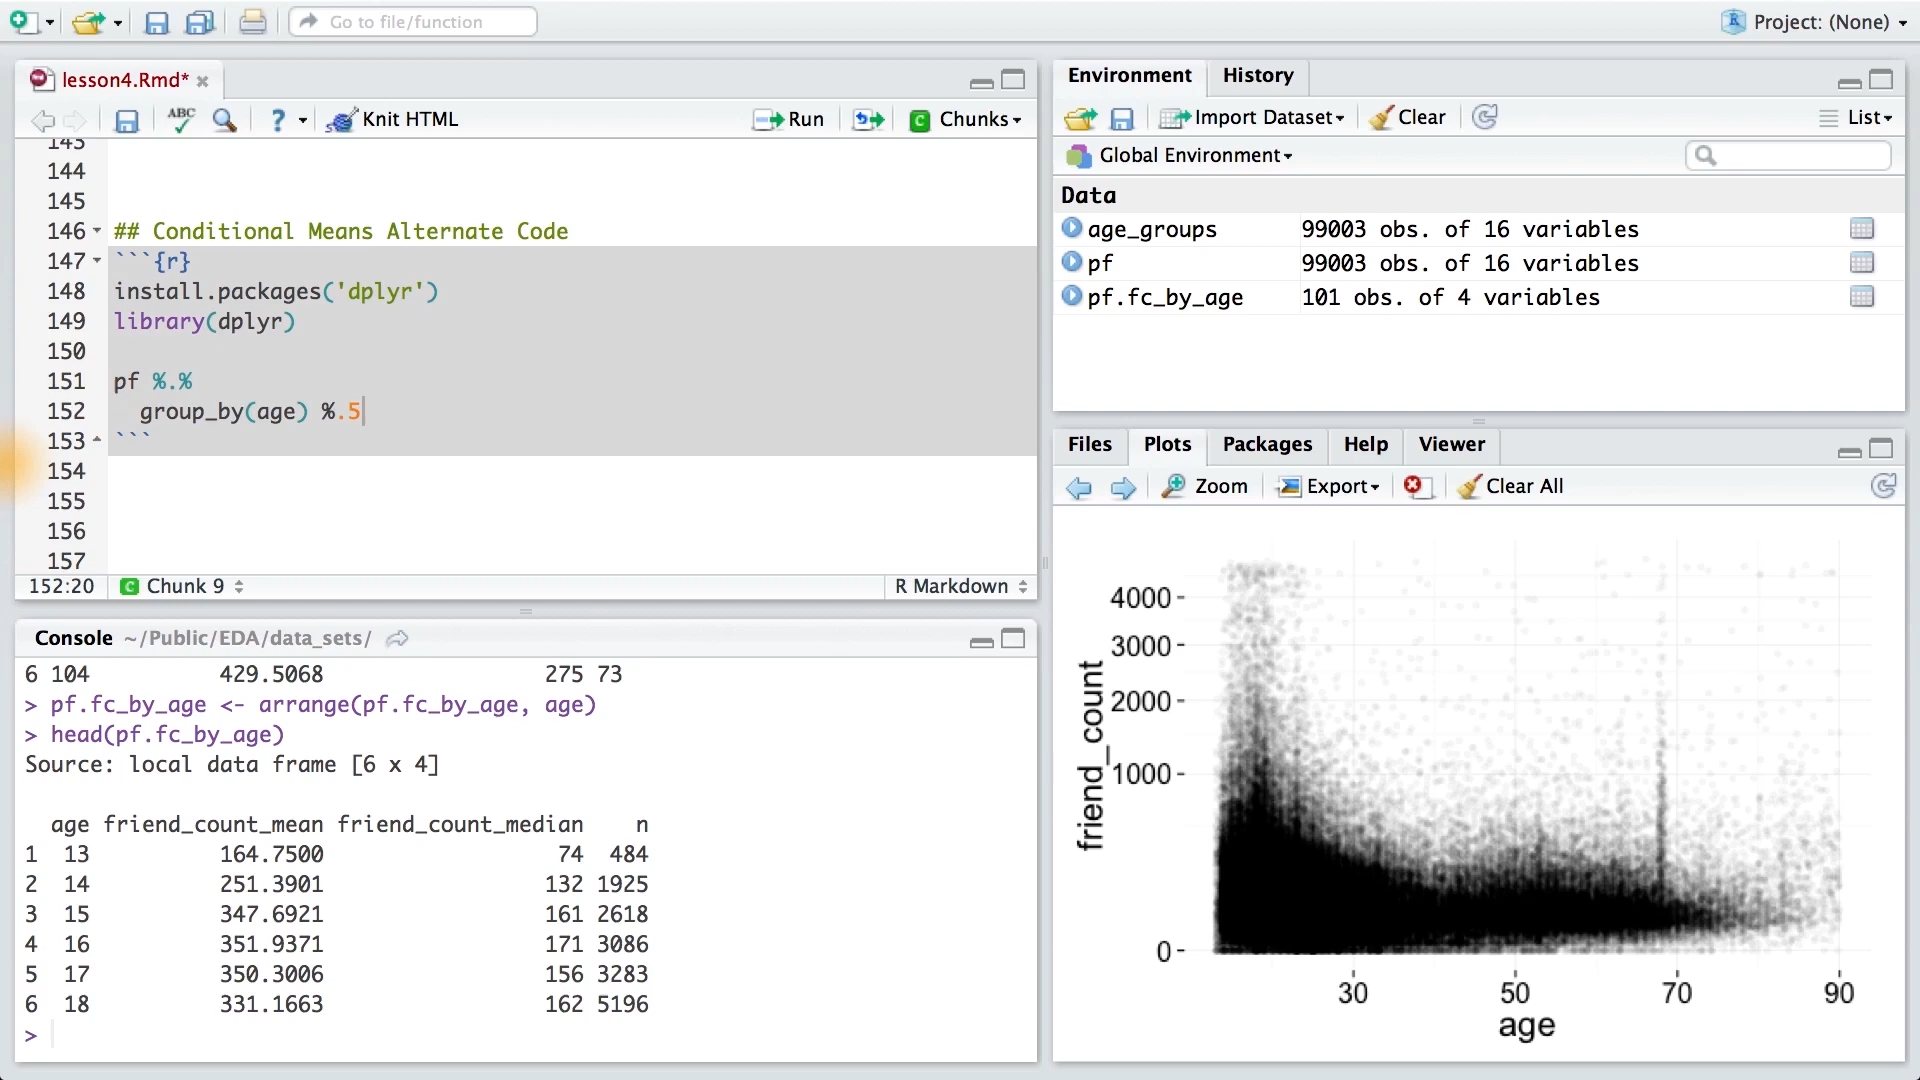 Go to file/function
Project: (None)
lesson4.Rmd*
ABC
? Knit HTML
Run
Chunks
143
144
145
146 ## Conditional Means Alternate Code
147 ```{r}
148 install.packages('dplyr')
149 library(dplyr)
150
151 pf %.%
152   group_by(age) %.5
153 ```
154
155
156
157
152:20 Chunk 9 R Markdown
Console ~/Public/EDA/data_sets/
6 104 429.5068 275 73
> pf.fc_by_age <- arrange(pf.fc_by_age, age)
> head(pf.fc_by_age)
Source: local data frame [6 x 4]
age friend_count_mean friend_count_median n
1 13 164.7500 74 484
2 14 251.3901 132 1925
3 15 347.6921 161 2618
4 16 351.9371 171 3086
5 17 350.3006 156 3283
6 18 331.1663 162 5196
>
Environment History
Import Dataset Clear List
Global Environment
Data
age_groups 99003 obs. of 16 variables
pf 99003 obs. of 16 variables
pf.fc_by_age 101 obs. of 4 variables
Files Plots Packages Help Viewer
Zoom Export Clear All
friend_count
4000
3000
2000
1000
0
30 50 70 90
age